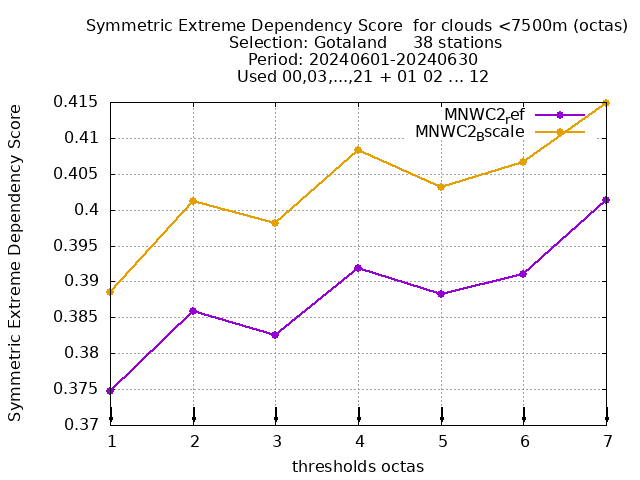 Symmetric Extreme Dependency Score  for clouds <7500m (octas)
Selection: Gotaland     38 stations
Period: 20240601-20240630
Used 00,03,...,21 + 01 02 ... 12
Symmetric Extreme Dependency Score
0.415
0.41
0.405
0.4
0.395
0.39
0.385
0.38
0.375
0.37
MNWC2ref
MNWC2Bscale
1 2 3 4 5 6 7
thresholds octas